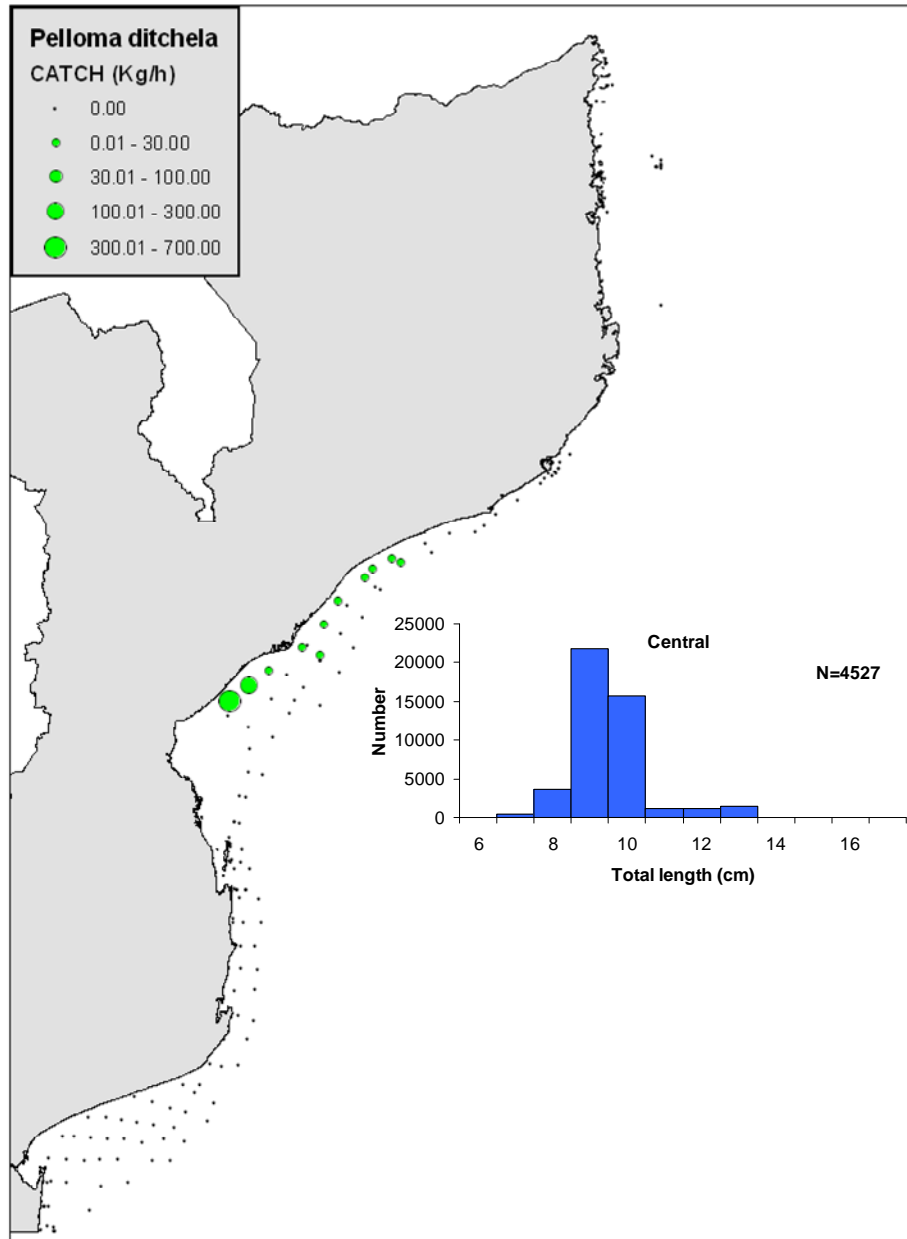 Pelloma ditchela
CATCH (Kg/h)
0.00
0.01 - 30.00
30.01 - 100.00
100.01 - 300.00
300.01 - 700.00
Central
N=4527
Number
25000
20000
15000
10000
5000
0
6 8 10 12 14 16
Total length (cm)